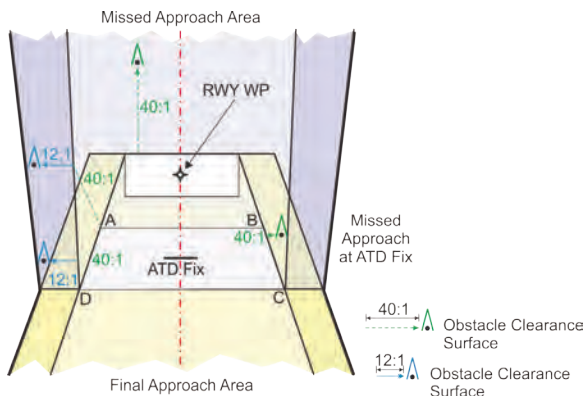 Missed Approach Area
RWY WP
40:1
12:1
40:1
A
B
40:1
40:1
ATD Fix
12:1
D
C
Missed
Approach
at ATD Fix
40:1
Obstacle Clearance
Surface
12:1
Obstacle Clearance
Surface
Final Approach Area